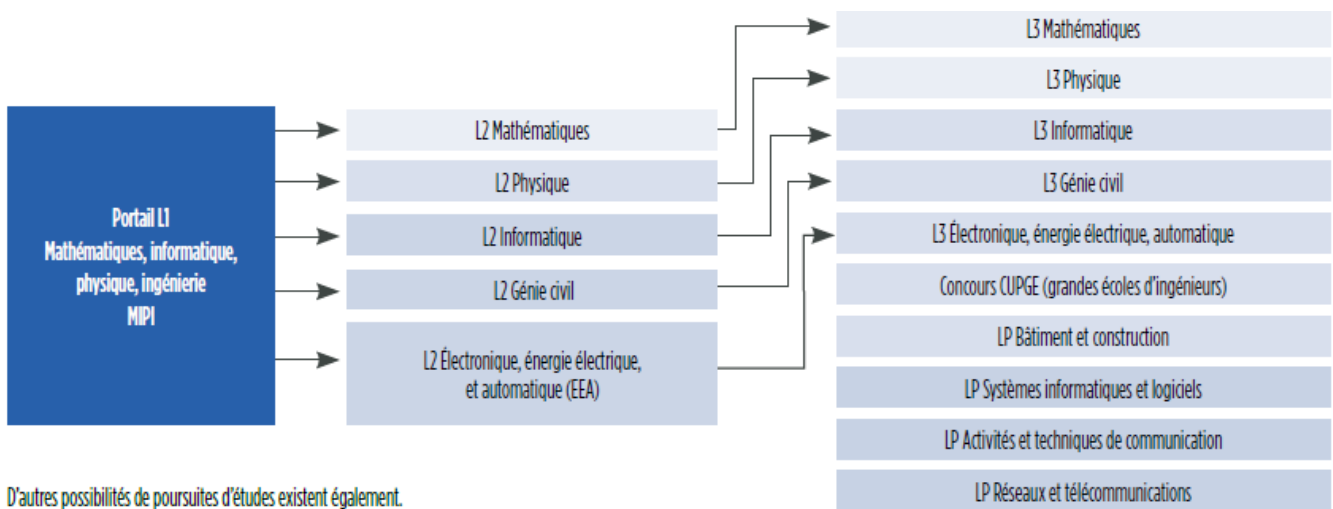 Portail L1
Mathématiques, informatique,
physique, ingénierie
MIPI
L2 Mathématiques
L2 Physique
L2 Informatique
L2 Génie civil
L2 Électronique, énergie électrique,
et automatique (EEA)
L3 Mathématiques
L3 Physique
L3 Informatique
L3 Génie civil
L3 Électronique, énergie électrique, automatique
Concours CUPGE (grandes écoles d'ingénieurs)
LP Bâtiment et construction
LP Systèmes informatiques et logiciels
LP Activités et techniques de communication
LP Réseaux et télécommunications
D'autres possibilités de poursuites d'études existent également.